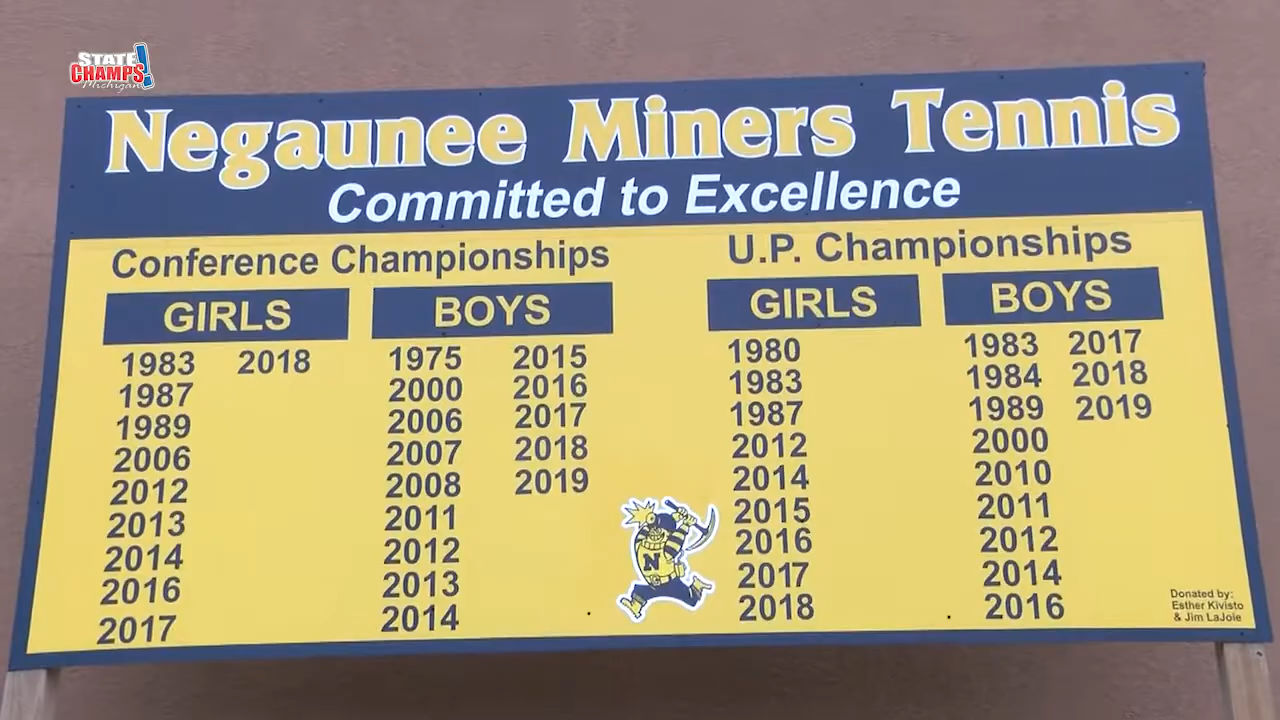 STATE
CHAMPS!
Michigan
Negaunee Miners Tennis
Committed to Excellence
Conference Championships
GIRLS
1983 2018
1987
1989
2006
2012
2013
2014
2016
2017
BOYS
1975 2015
2000 2016
2006 2017
2007 2018
2008 2019
2011
2012
2013
2014
U.P. Championships
GIRLS
1980
1983
1987
2012
2014
2015
2016
2017
2018
BOYS
1983 2017
1984 2018
1989 2019
2000
2010
2011
2012
2014
2016
N
Donated by:
Esther Kivisto
& Jim LaJoie